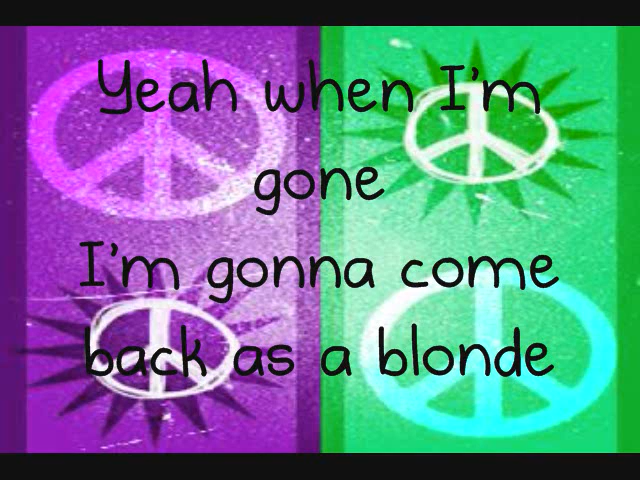 Yeah when I'm
gone
I'm gonna come
back as a blonde